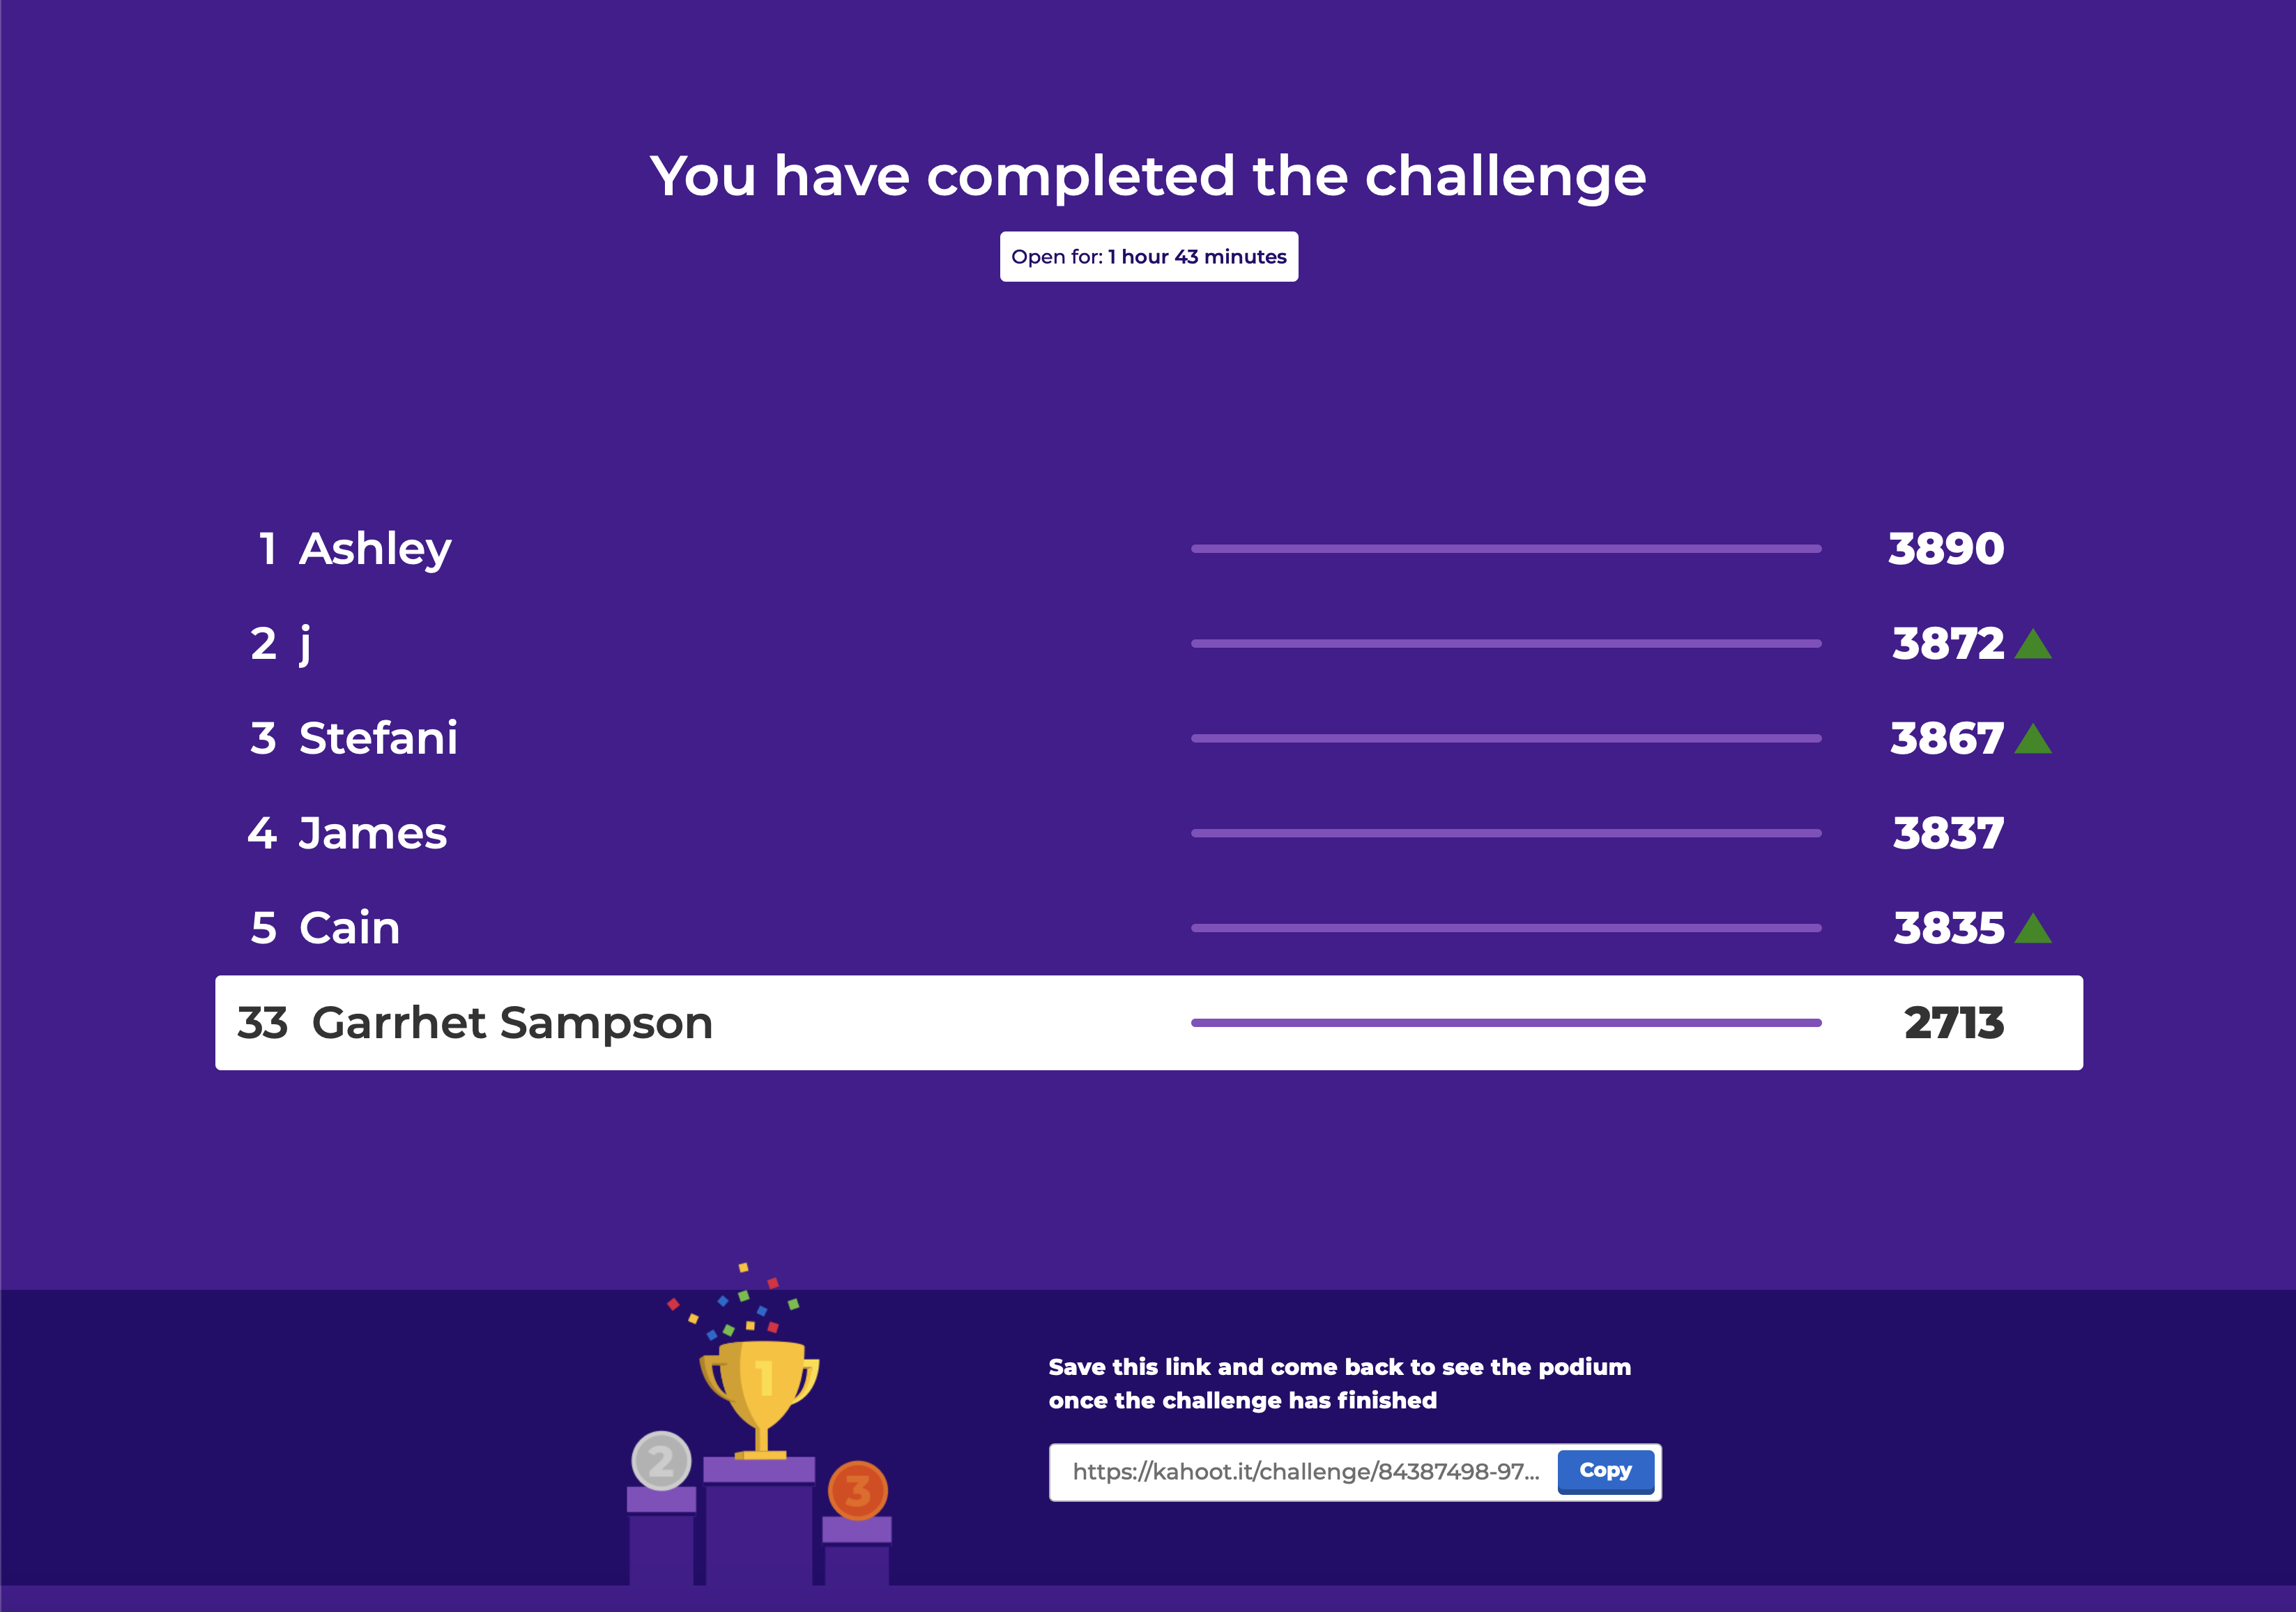 You have completed the challenge
Open for: 1 hour 43 minutes
1 Ashley 3890
2 j 3872
3 Stefani 3867
4 James 3837
5 Cain 3835
33 Garrhet Sampson 2713
1
2
3
Save this link and come back to see the podium
once the challenge has finished
https://kahoot.it/challenge/84387498-97... Copy